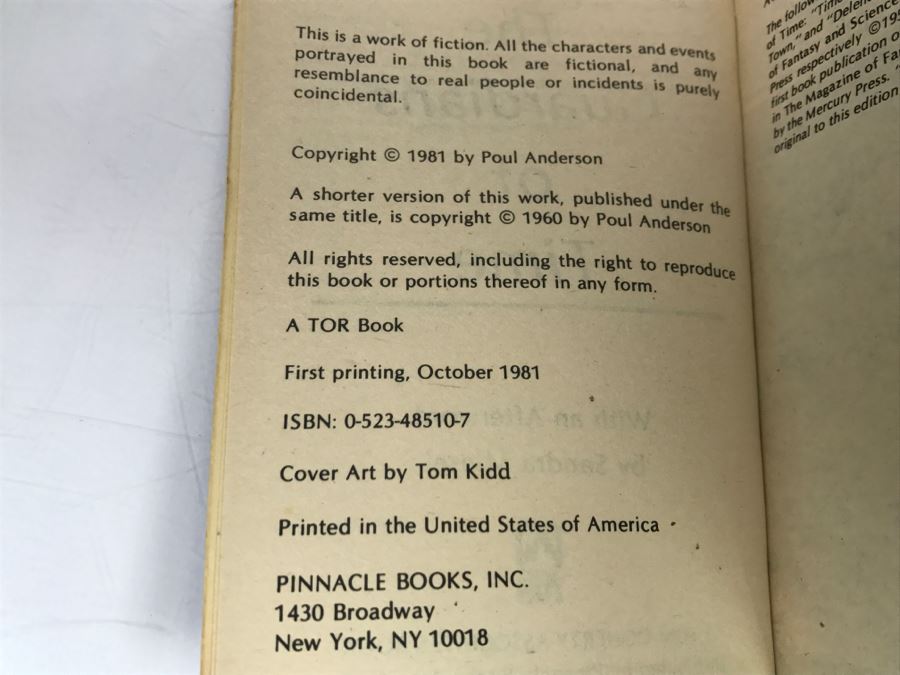 This is a work of fiction. All the characters and events
portrayed in this book are fictional, and any
resemblance to real people or incidents is purely
coincidental.
Copyright © 1981 by Poul Anderson
A shorter version of this work, published under the
same title, is copyright © 1960 by Poul Anderson
All rights reserved, including the right to reproduce
this book or portions thereof in any form.
A TOR Book
First printing, October 1981
ISBN: 0-523-48510-7
Cover Art by Tom Kidd
Printed in the United States of America
PINNACLE BOOKS, INC.
1430 Broadway
New York, NY 10018
The follow
of Time: "Time
Town," and "Delen
of Fantasy and Science
Press respectively ©195
first book publication o
in The Magazine of Fan
by the Mercury Press. "
original to this edition